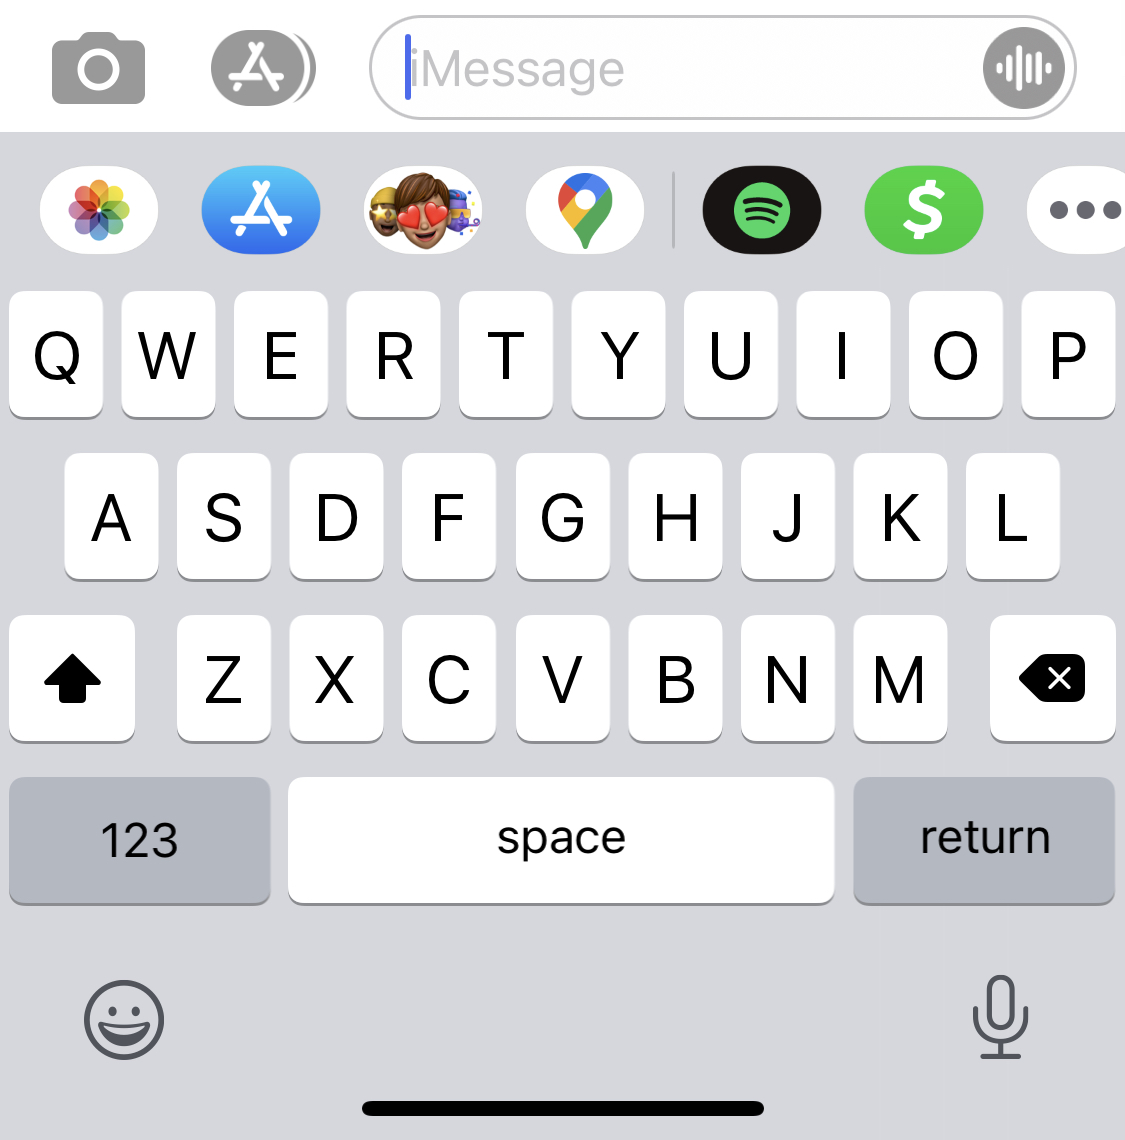 iMessage
$
Q W E R T Y U I O P
A S D F G H J K L
Z X C V B N M
123 space return